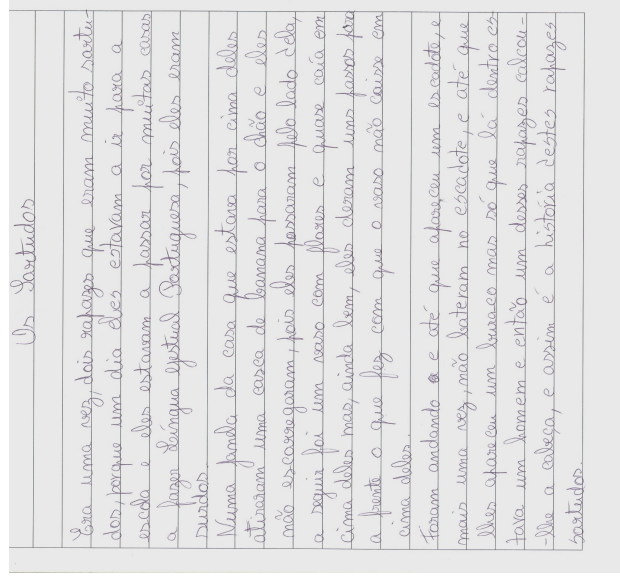 Os Sartudos
Era uma vez, dois rapazes que eram muito sartu-
dos, porque um dia eles estavam a ir para a
escola e eles estavam a passar por muitas casas
a fazer Língua gestual Portuguesa, pois eles eram
surdos.
Numa janela da casa que estava por cima deles
atiraram uma casca de banana para o chão e eles
não escarregaram, pois eles passaram pelo lado dela,
a seguir foi um vaso com flores e quase caía em
cima deles mas, ainda bem, eles deram uns passos para
a frente o que fez com que o vaso não caisse em
cima deles.
Foram andando e até que apareceu um escadote, e
mais uma vez, não bateram no escadote, e até que
lhes apareceu um buraco mas só que lá dentro es
tava um homem e então um desses rapazes calcou-
-lhe a cabeça, e assim é a história destes rapazes
sartudos.